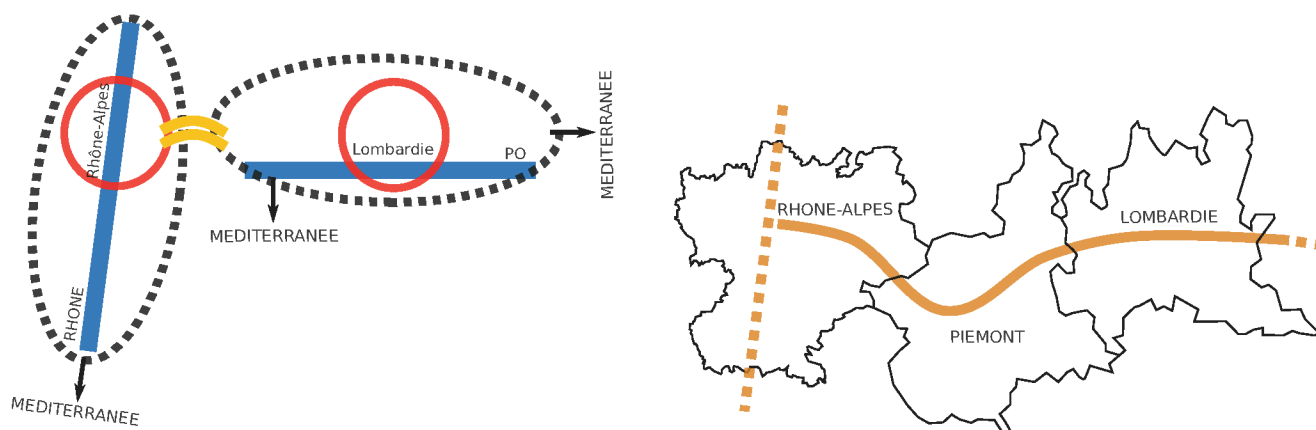 Rhône-Alpes
RHONE
MEDITERRANEE
Lombardie
PO
MEDITERRANEE
MEDITERRANEE
RHONE-ALPES
LOMBARDIE
PIEMONT